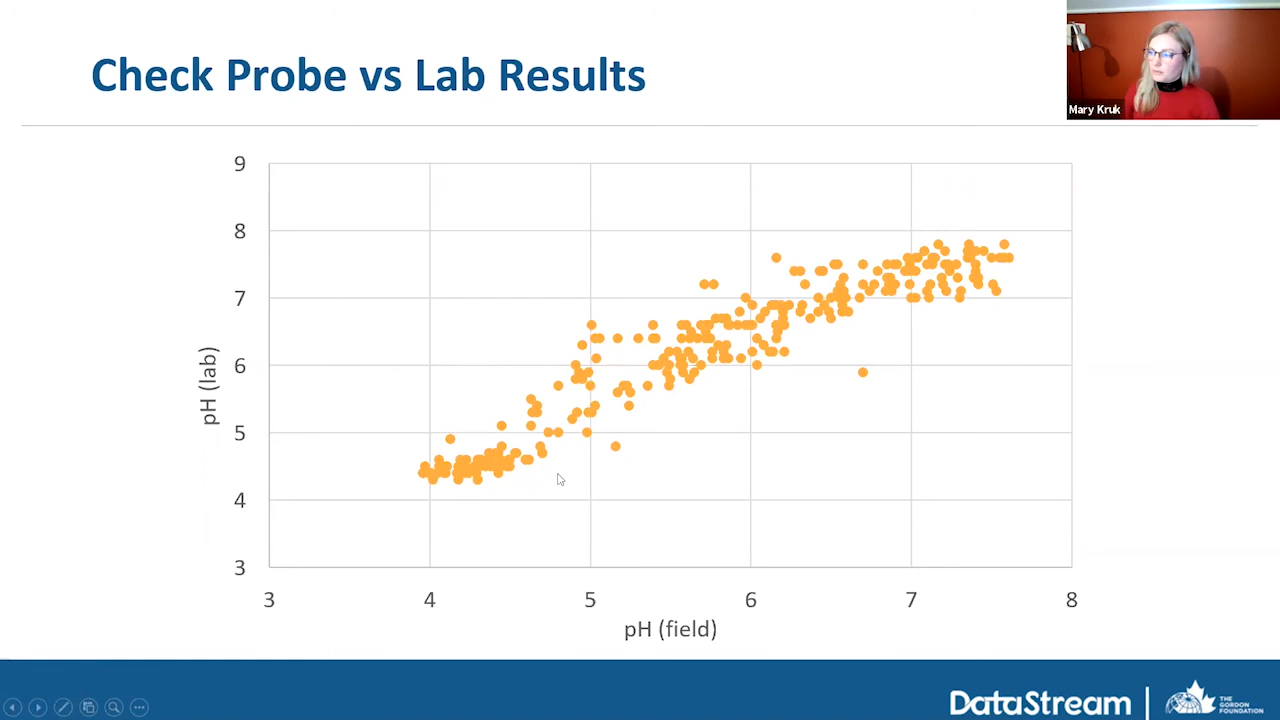 Check Probe vs Lab Results
Mary Kruk
9
8
7
6
5
4
3
pH (lab)
3 4 5 6 7 8
pH (field)
DataStream
THE
GORDON
FOUNDATION